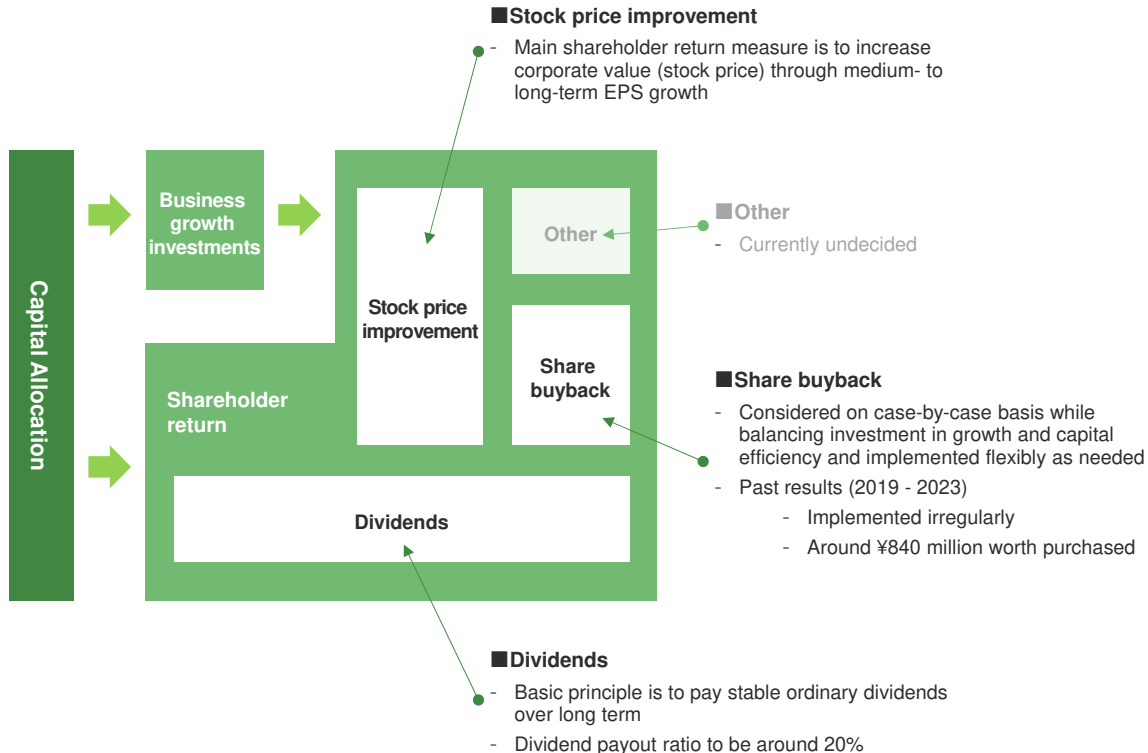 ■Stock price improvement
- Main shareholder return measure is to increase
corporate value (stock price) through medium- to
long-term EPS growth
Capital Allocation
Business
growth
investments
Shareholder
return
Stock price
improvement
Other
Share
buyback
Dividends
■Other
- Currently undecided
■Share buyback
- Considered on case-by-case basis while
balancing investment in growth and capital
efficiency and implemented flexibly as needed
- Past results (2019 - 2023)
- Implemented irregularly
- Around ¥840 million worth purchased
■Dividends
- Basic principle is to pay stable ordinary dividends
over long term
- Dividend payout ratio to be around 20%